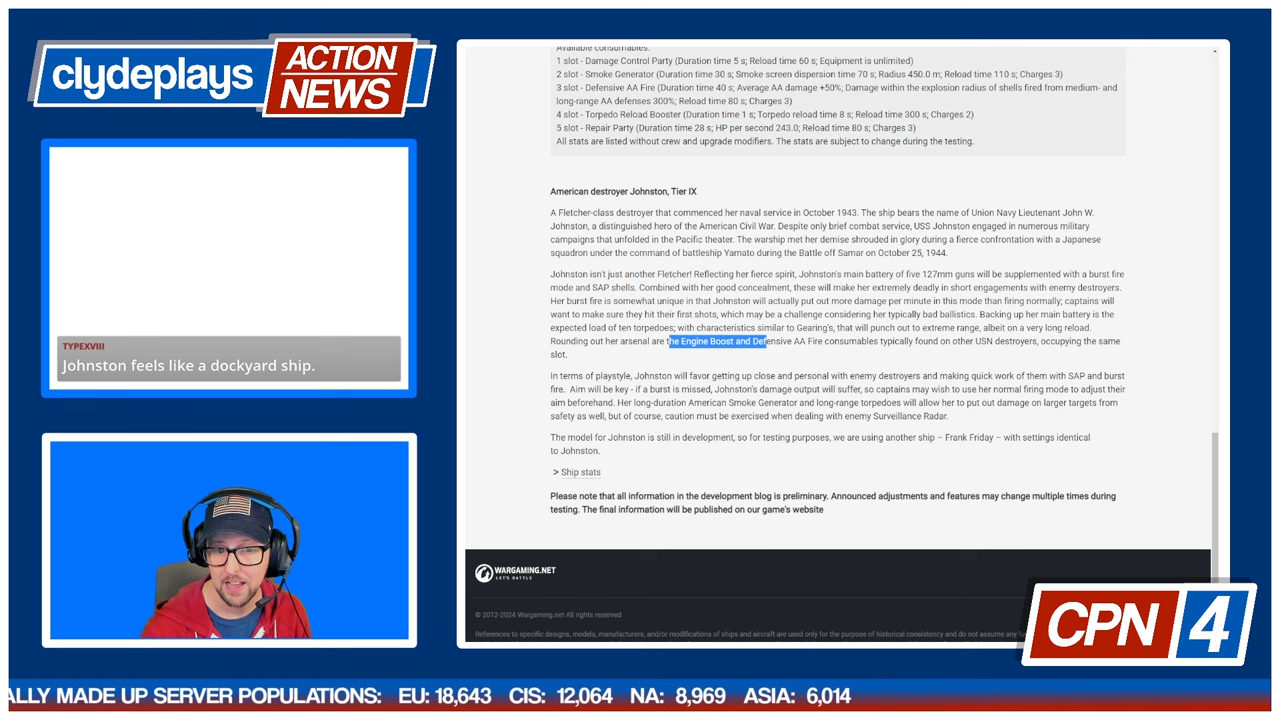 clydeplays
ACTION
NEWS
TYPEXVIII
Johnston feels like a dockyard ship.
Available consumables:
1 slot - Damage Control Party (Duration time 5 s; Reload time 60 s; Equipment is unlimited)
2 slot - Smoke Generator (Duration time 30 s; Smoke screen dispersion time 70 s; Radius 450.0 m; Reload time 110 s; Charges 3)
3 slot - Defensive AA Fire (Duration time 40 s; Average AA damage +50%; Damage within the explosion radius of shells fired from medium- and
long-range AA defenses 300%; Reload time 80 s; Charges 3)
4 slot - Torpedo Reload Booster (Duration time 1 s; Torpedo reload time 8 s; Reload time 300 s; Charges 2)
5 slot - Repair Party (Duration time 28 s; HP per second 243.0; Reload time 80 s; Charges 3)
All stats are listed without crew and upgrade modifiers. The stats are subject to change during the testing.
American destroyer Johnston, Tier IX
A Fletcher-class destroyer that commenced her naval service in October 1943. The ship bears the name of Union Navy Lieutenant John W.
Johnston, a distinguished hero of the American Civil War. Despite only brief combat service, USS Johnston engaged in numerous military
campaigns that unfolded in the Pacific theater. The warship met her demise shrouded in glory during a fierce confrontation with a Japanese
squadron under the command of battleship Yamato during the Battle off Samar on October 25, 1944.
Johnston isn't just another Fletcher! Reflecting her fierce spirit, Johnston's main battery of five 127mm guns will be supplemented with a burst fire
mode and SAP shells. Combined with her good concealment, these will make her extremely deadly in short engagements with enemy destroyers.
Her burst fire is somewhat unique in that Johnston will actually put out more damage per minute in this mode than firing normally; captains will
want to make sure they hit their first shots, which may be a challenge considering her typically bad ballistics. Backing up her main battery is the
expected load of ten torpedoes; with characteristics similar to Gearing's, that will punch out to extreme range, albeit on a very long reload.
Rounding out her arsenal are the Engine Boost and Defensive AA Fire consumables typically found on other USN destroyers, occupying the same
slot.
In terms of playstyle, Johnston will favor getting up close and personal with enemy destroyers and making quick work of them with SAP and burst
fire. Aim will be key - if a burst is missed, Johnston's damage output will suffer, so captains may wish to use her normal firing mode to adjust their
aim beforehand. Her long-duration American Smoke Generator and long-range torpedoes will allow her to put out damage on larger targets from
safety as well, but of course, caution must be exercised when dealing with enemy Surveillance Radar.
The model for Johnston is still in development, so for testing purposes, we are using another ship – Frank Friday – with settings identical
to Johnston.
> Ship stats
Please note that all information in the development blog is preliminary. Announced adjustments and features may change multiple times during
testing. The final information will be published on our game's website
WARGAMING.NET
LET'S BATTLE
© 2012-2024 Wargaming.net All rights reserved
References to specific designs, models, manufacturers, and/or modifications of ships and aircraft are used only for the purpose of historical consistency and do not assume any
CPN 4
ALLY MADE UP SERVER POPULATIONS: EU: 18,643 CIS: 12,064 NA: 8,969 ASIA: 6,014